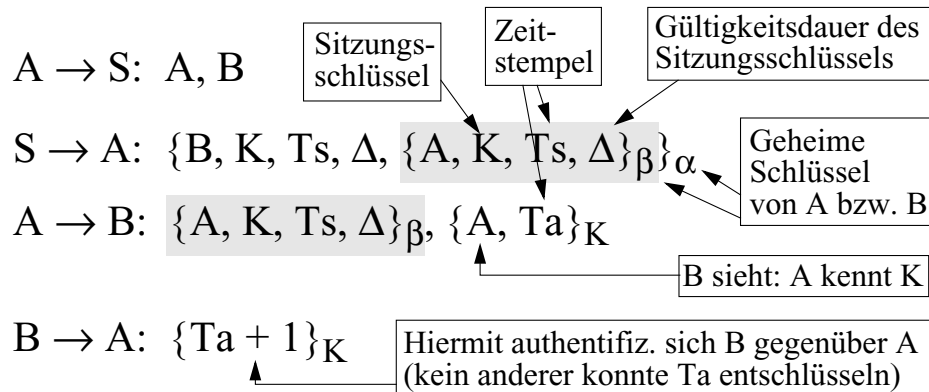 Sitzungs-
schlüssel
Zeit-
stempel
Gültigkeitsdauer des
Sitzungsschlüssels
A → S: A, B
S → A: {B, K, Ts, Δ, {A, K, Ts, Δ}β}α
Geheime
Schlüssel
von A bzw. B
A → B: {A, K, Ts, Δ}β, {A, Ta}K
B sieht: A kennt K
B → A: {Ta + 1}K
Hiermit authentifiz. sich B gegenüber A
(kein anderer konnte Ta entschlüsseln)